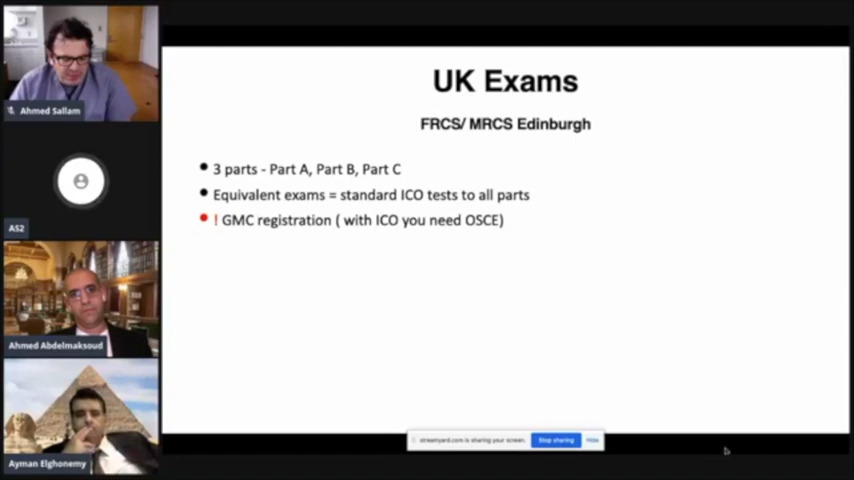 Ahmed Sallam
AS2
Ahmed Abdelmaksoud
Ayman Elghonemy
UK Exams
FRCS/ MRCS Edinburgh
• 3 parts - Part A, Part B, Part C
• Equivalent exams = standard ICO tests to all parts
• ! GMC registration ( with ICO you need OSCE)
streamyard.com is sharing your screen. Stop sharing Hide